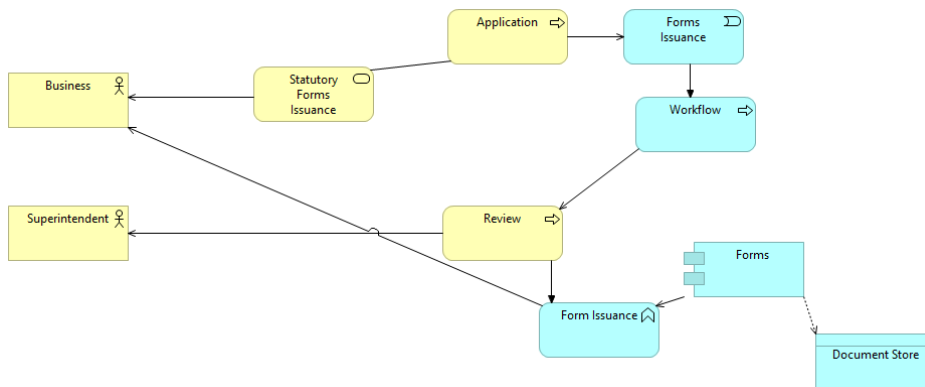 Application
Forms
Issuance
Business
Statutory
Forms
Issuance
Workflow
Superintendent
Review
Forms
Form Issuance
Document Store